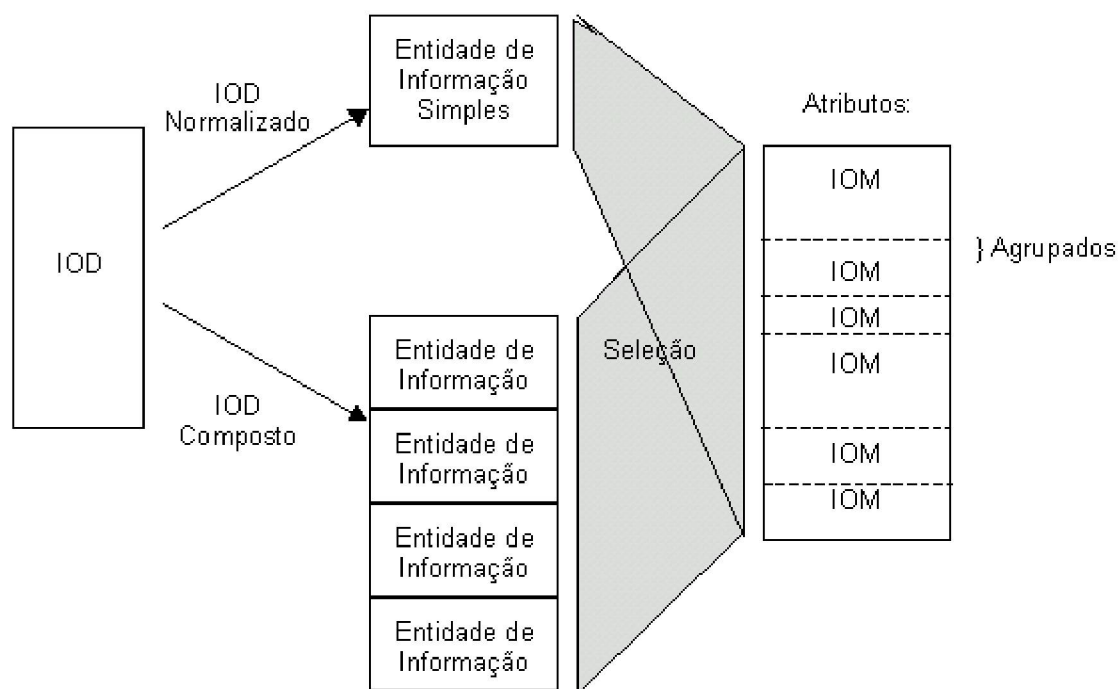 IOD
IOD
Normalizado
IOD
Composto
Entidade de
Informação
Simples
Entidade de
Informação
Entidade de
Informação
Entidade de
Informação
Entidade de
Informação
Seleção
Atributos:
IOM
IOM
IOM
IOM
IOM
IOM
} Agrupados